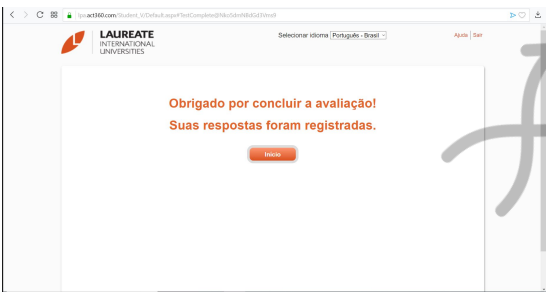 LAUREATE
INTERNATIONAL
UNIVERSITIES
Selecionar idioma Português - Brasil
Ajuda Sair
Obrigado por concluir a avaliação!
Suas respostas foram registradas.
Início